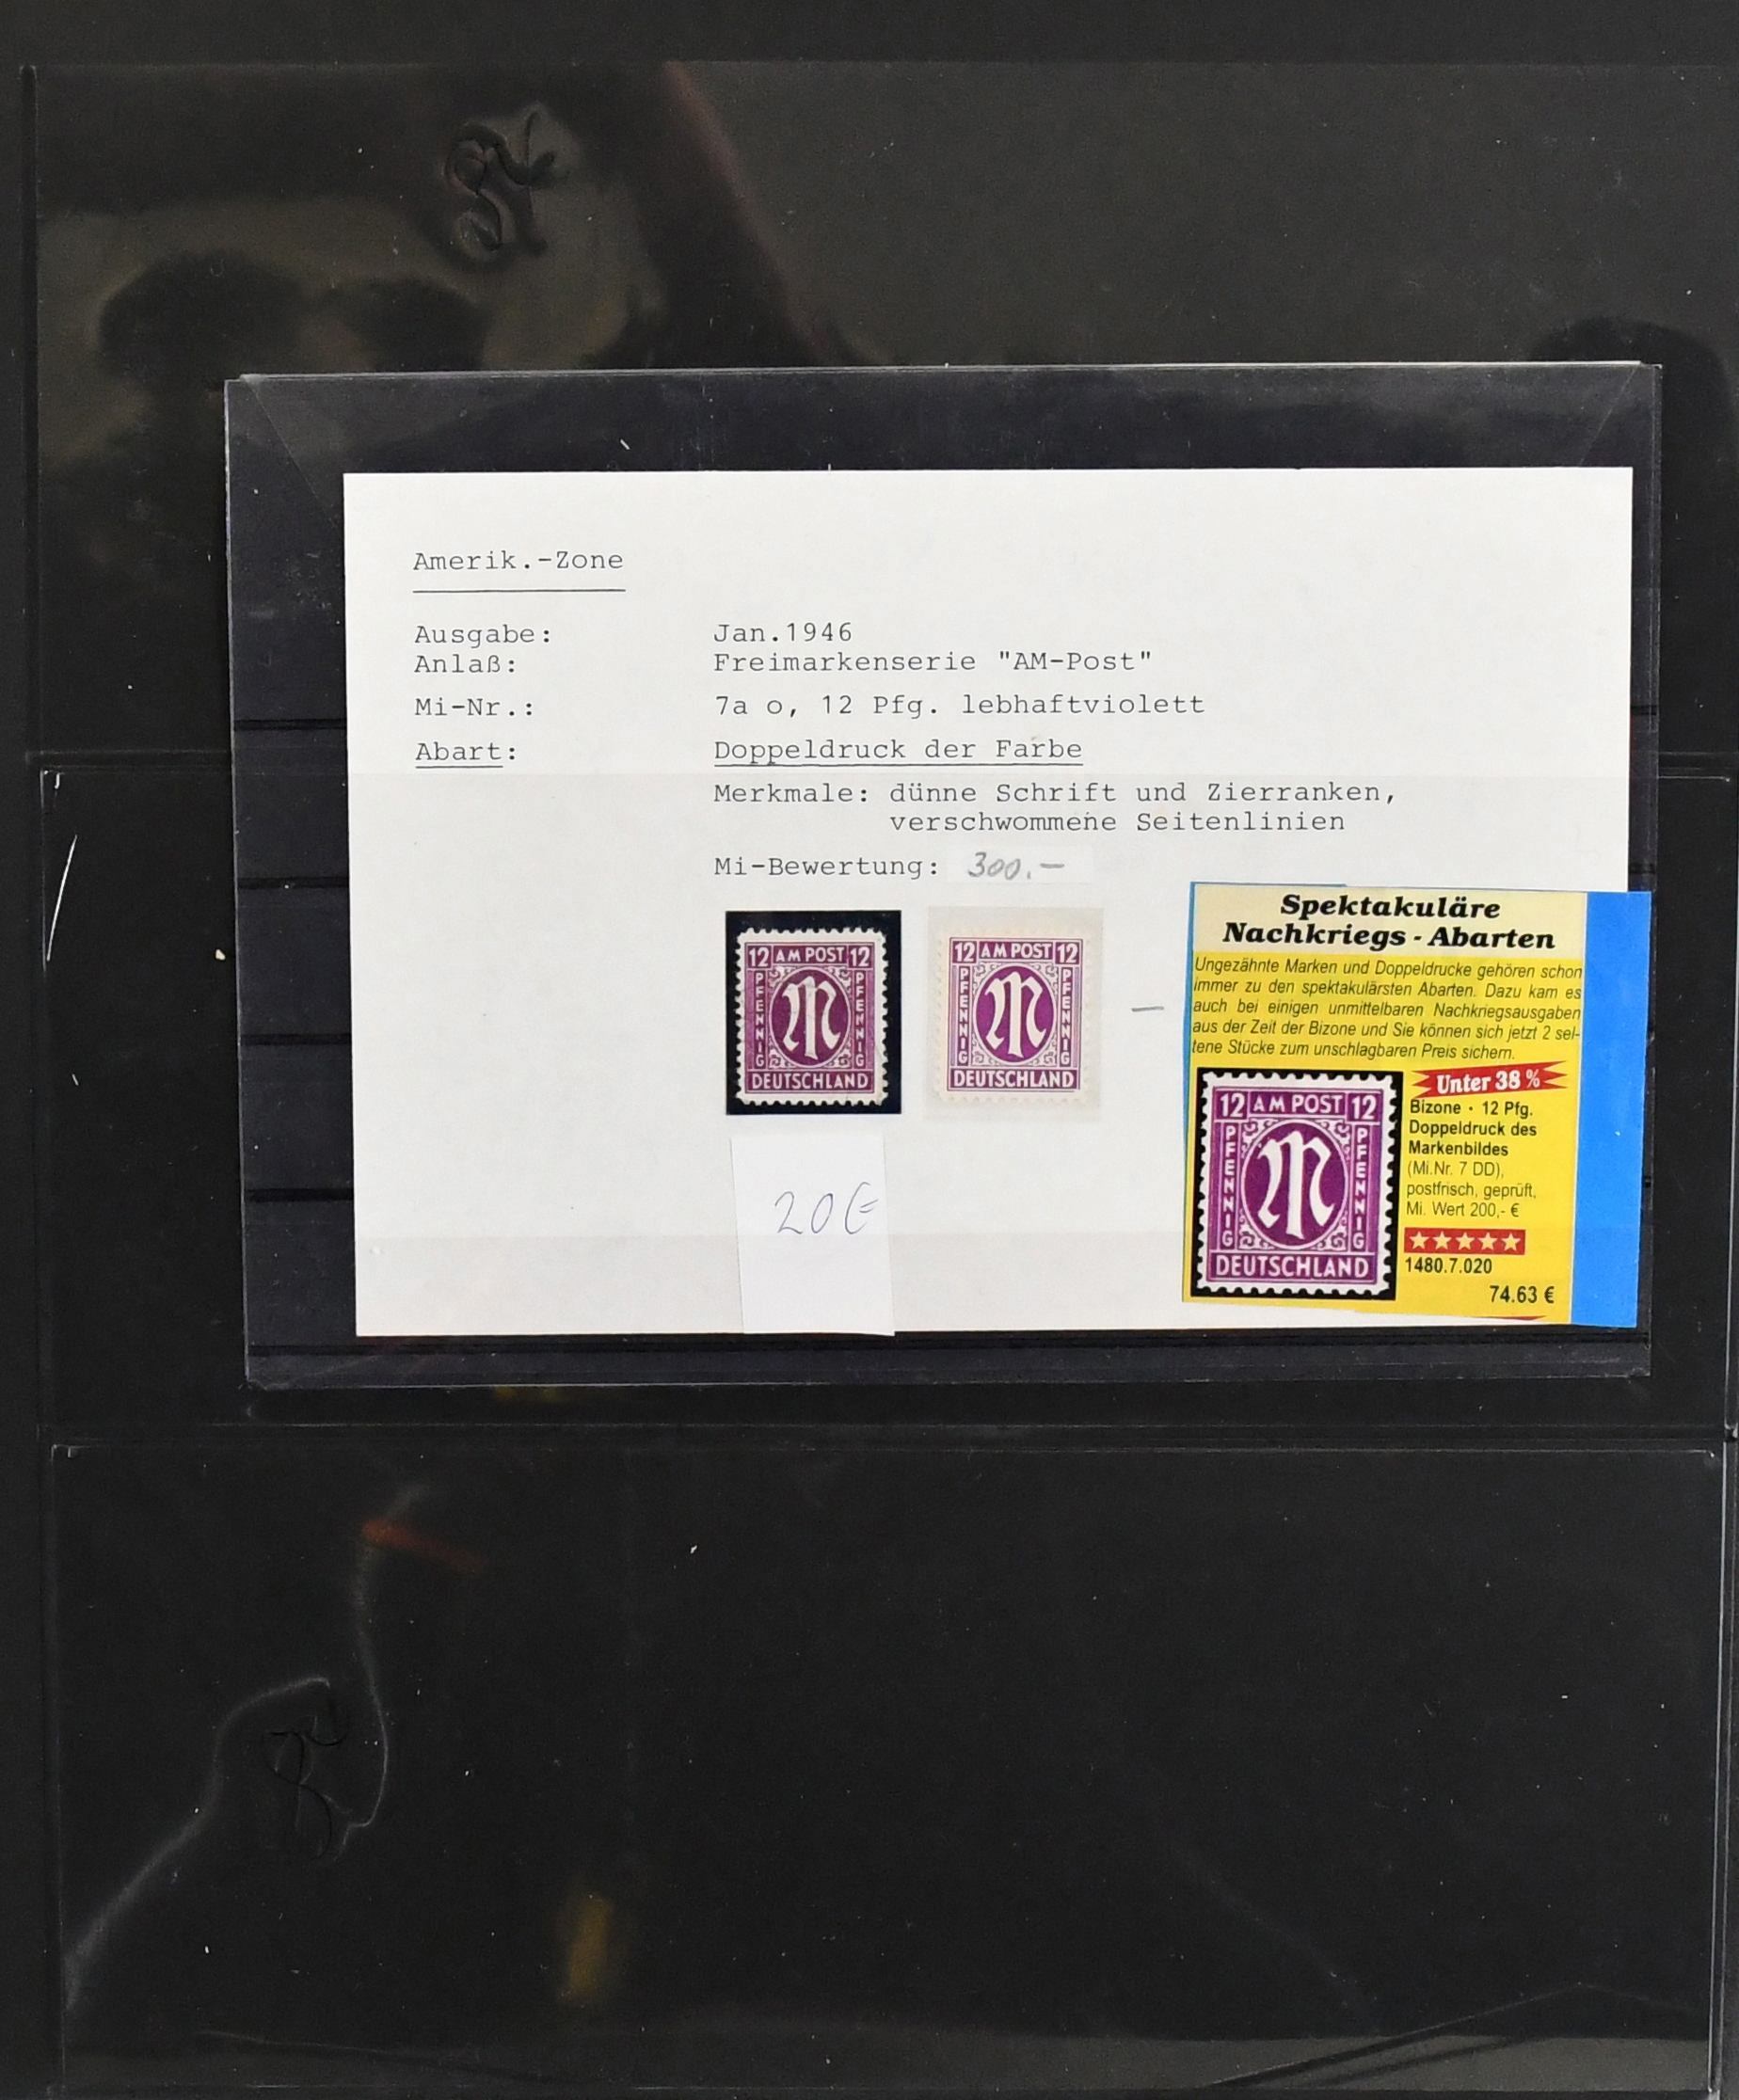 Amerik.-Zone
Ausgabe: Jan.1946
Anlaß: Freimarkenserie "AM-Post"
Mi-Nr.: 7a o, 12 Pfg. lebhaftviolett
Abart: Doppeldruck der Farbe
Merkmale: dünne Schrift und Zierranken,
verschwommene Seitenlinien
Mi-Bewertung: 300.-
12 AM POST 12
PFENNIG
PFENNIG
DEUTSCHLAND
12 AM POST 12
PFENNIG
PFENNIG
DEUTSCHLAND
20€
Spektakuläre
Nachkriegs - Abarten
Ungezähnte Marken und Doppeldrucke gehören schon
immer zu den spektakulärsten Abarten. Dazu kam es
auch bei einigen unmittelbaren Nachkriegsausgaben
aus der Zeit der Bizone und Sie können sich jetzt 2 sel-
tene Stücke zum unschlagbaren Preis sichern.
12 AM POST 12
PFENNIG
PFENNIG
DEUTSCHLAND
Unter 38 %
Bizone · 12 Pfg.
Doppeldruck des
Markenbildes
(Mi.Nr. 7 DD),
postfrisch, geprüft,
Mi. Wert 200,- €
1480.7.020
74.63 €